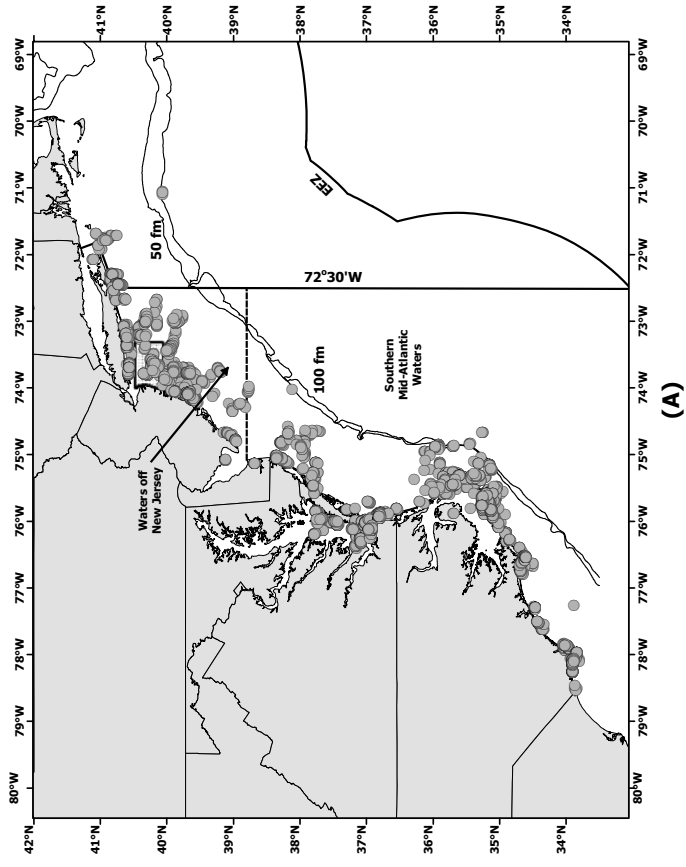 42°N
41°N
40°N
39°N
38°N
37°N
36°N
35°N
34°N
80°W
79°W
78°W
77°W
76°W
75°W
74°W
73°W
72°W
71°W
70°W
69°W
50 fm
Waters off
New Jersey
72°30'W
100 fm
EEZ
Southern
Mid-Atlantic
Waters
80°W
79°W
78°W
77°W
76°W
75°W
74°W
73°W
72°W
71°W
70°W
69°W
41°N
40°N
39°N
38°N
37°N
36°N
35°N
34°N
(A)